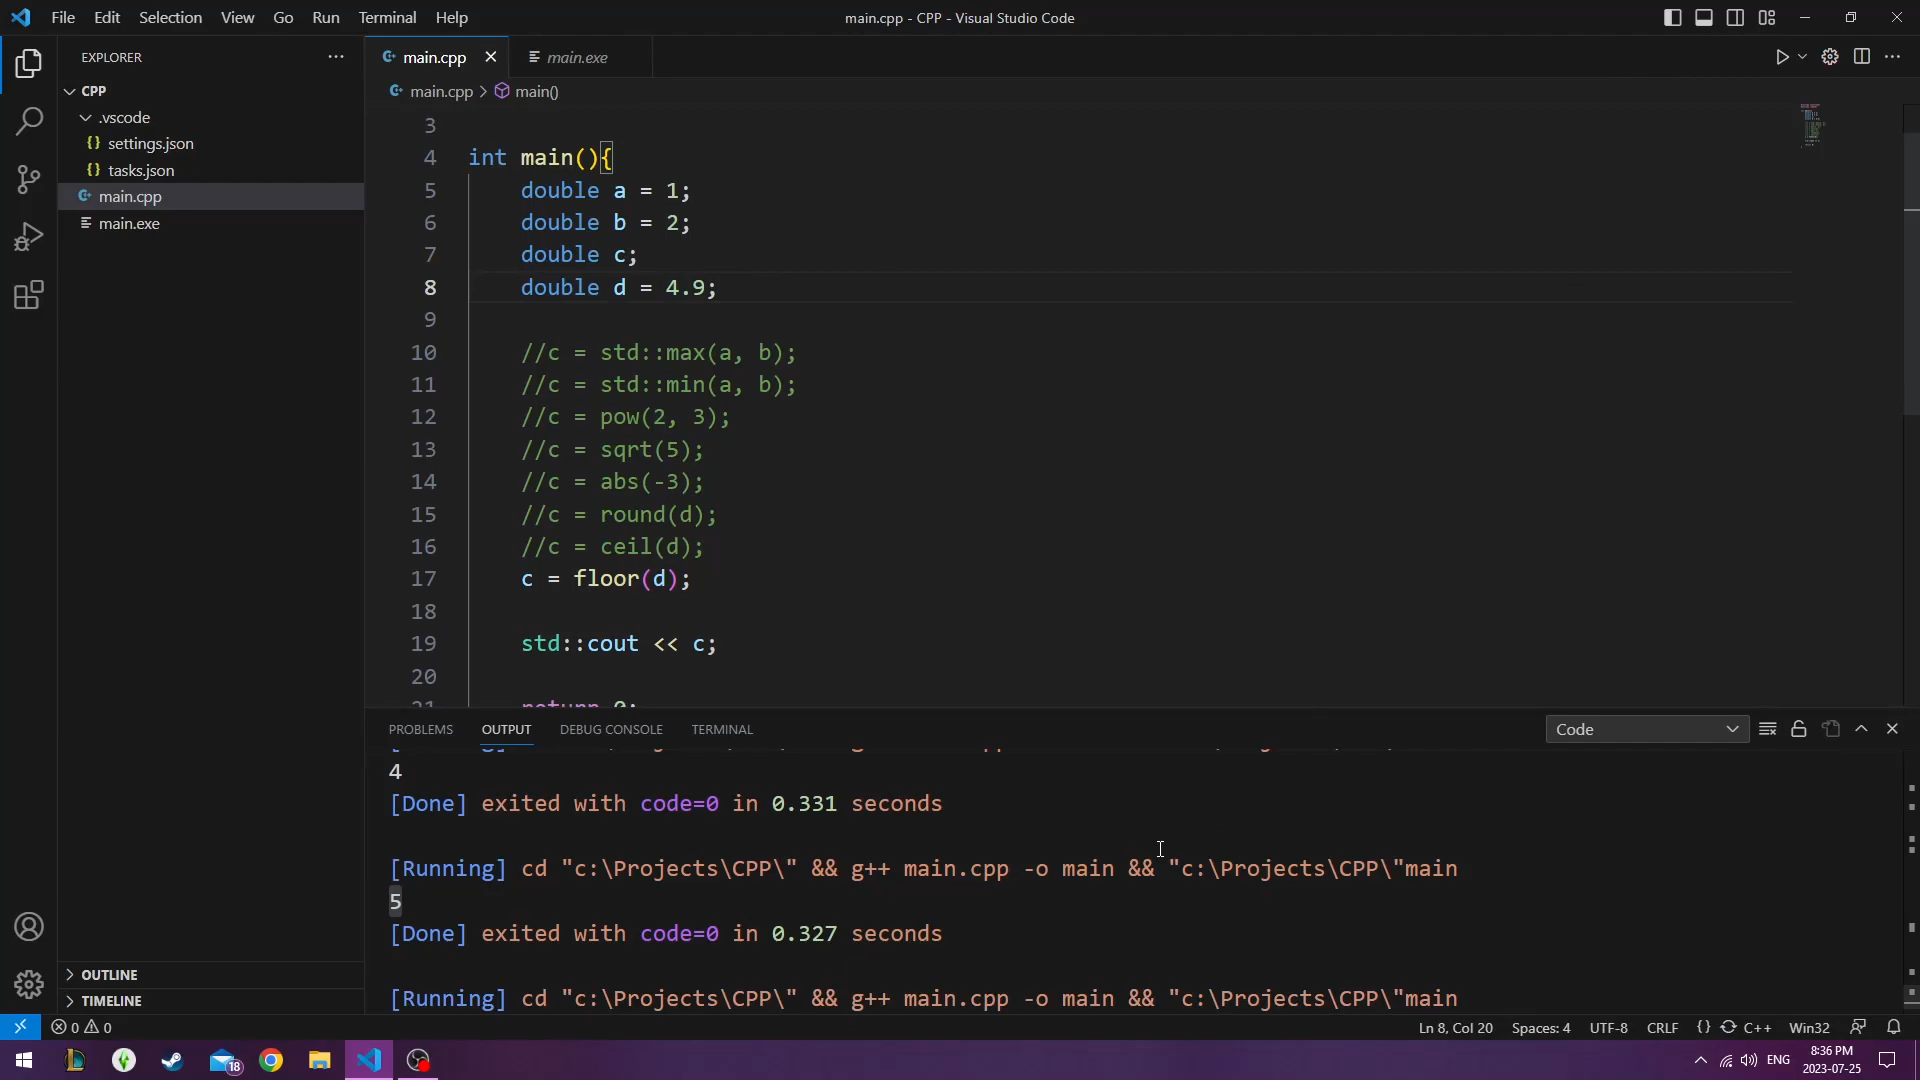 File Edit Selection View Go Run Terminal Help
main.cpp - CPP - Visual Studio Code
EXPLORER
CPP
.vscode
{} settings.json
{} tasks.json
main.cpp
main.exe
OUTLINE
TIMELINE
main.cpp
main.exe
main.cpp > main()
3
4 int main(){
5 double a = 1;
6 double b = 2;
7 double c;
8 double d = 4.9;
9
10 //c = std::max(a, b);
11 //c = std::min(a, b);
12 //c = pow(2, 3);
13 //c = sqrt(5);
14 //c = abs(-3);
15 //c = round(d);
16 //c = ceil(d);
17 c = floor(d);
18
19 std::cout << c;
20
21 return 0;
PROBLEMS OUTPUT DEBUG CONSOLE TERMINAL
Code
4
[Done] exited with code=0 in 0.331 seconds
[Running] cd "c:\Projects\CPP\" && g++ main.cpp -o main && "c:\Projects\CPP\"main
5
[Done] exited with code=0 in 0.327 seconds
[Running] cd "c:\Projects\CPP\" && g++ main.cpp -o main && "c:\Projects\CPP\"main
0 0
Ln 8, Col 20 Spaces: 4 UTF-8 CRLF {} C++ Win32
18
ENG
8:36 PM
2023-07-25